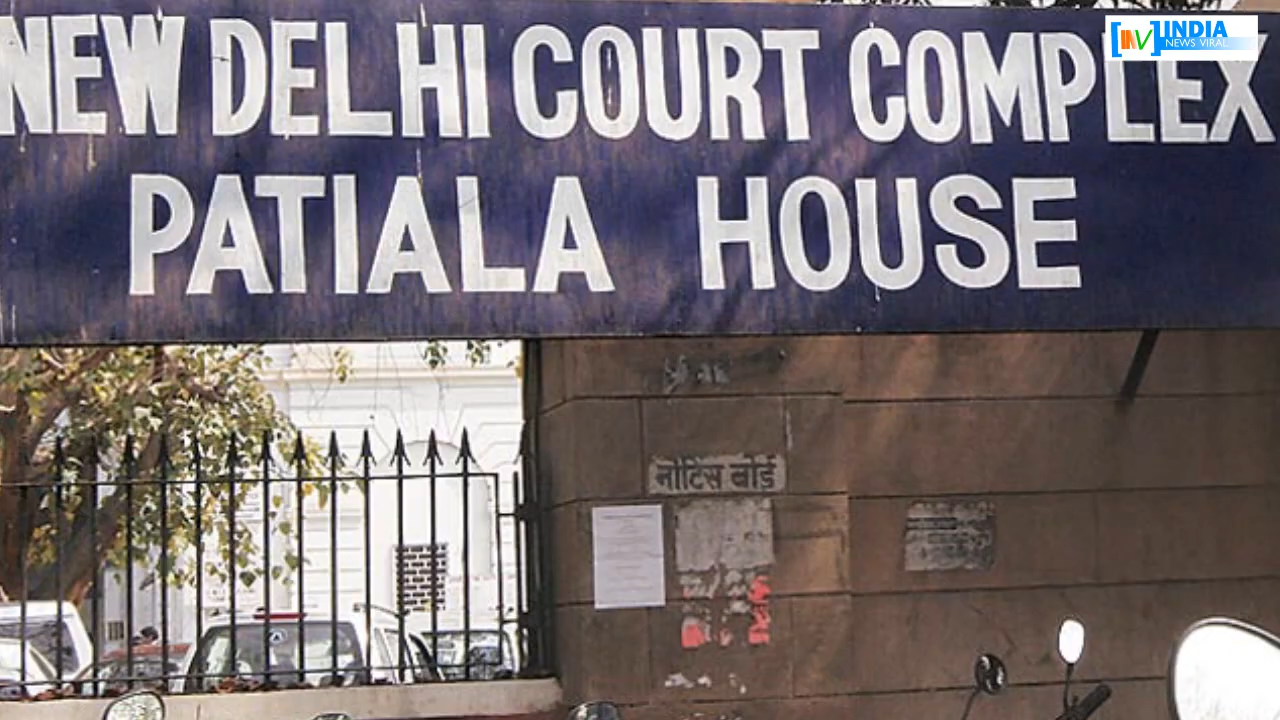 NEW DELHI COURT COMPLEX
PATIALA HOUSE
INDIA
NEWS VIRAL
नोटिस बोर्ड